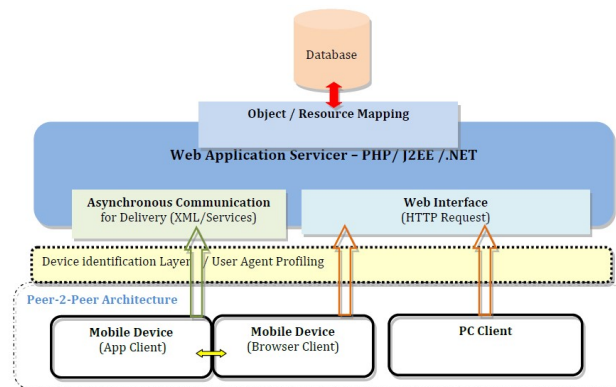 Database
Object / Resource Mapping
Web Application Servicer – PHP/ J2EE /.NET
Asynchronous Communication
for Delivery (XML/Services)
Web Interface
(HTTP Request)
Device identification Layer / User Agent Profiling
Peer-2-Peer Architecture
Mobile Device
(App Client)
Mobile Device
(Browser Client)
PC Client